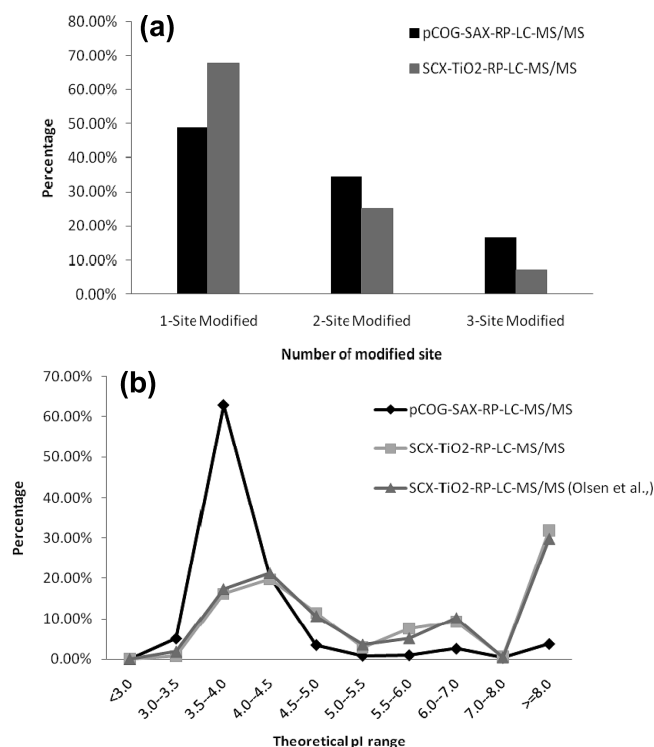 (a)
80.00%
70.00%
60.00%
50.00%
40.00%
30.00%
20.00%
10.00%
0.00%
Percentage
pCOG-SAX-RP-LC-MS/MS
SCX-TiO2-RP-LC-MS/MS
1-Site Modified
2-Site Modified
3-Site Modified
Number of modified site
(b)
70.00%
60.00%
50.00%
40.00%
30.00%
20.00%
10.00%
0.00%
Percentage
pCOG-SAX-RP-LC-MS/MS
SCX-TiO2-RP-LC-MS/MS
SCX-TiO2-RP-LC-MS/MS (Olsen et al.,)
<3.0
3.0–3.5
3.5–4.0
4.0–4.5
4.5–5.0
5.0–5.5
5.5–6.0
6.0–7.0
7.0–8.0
>=8.0
Theoretical pI range